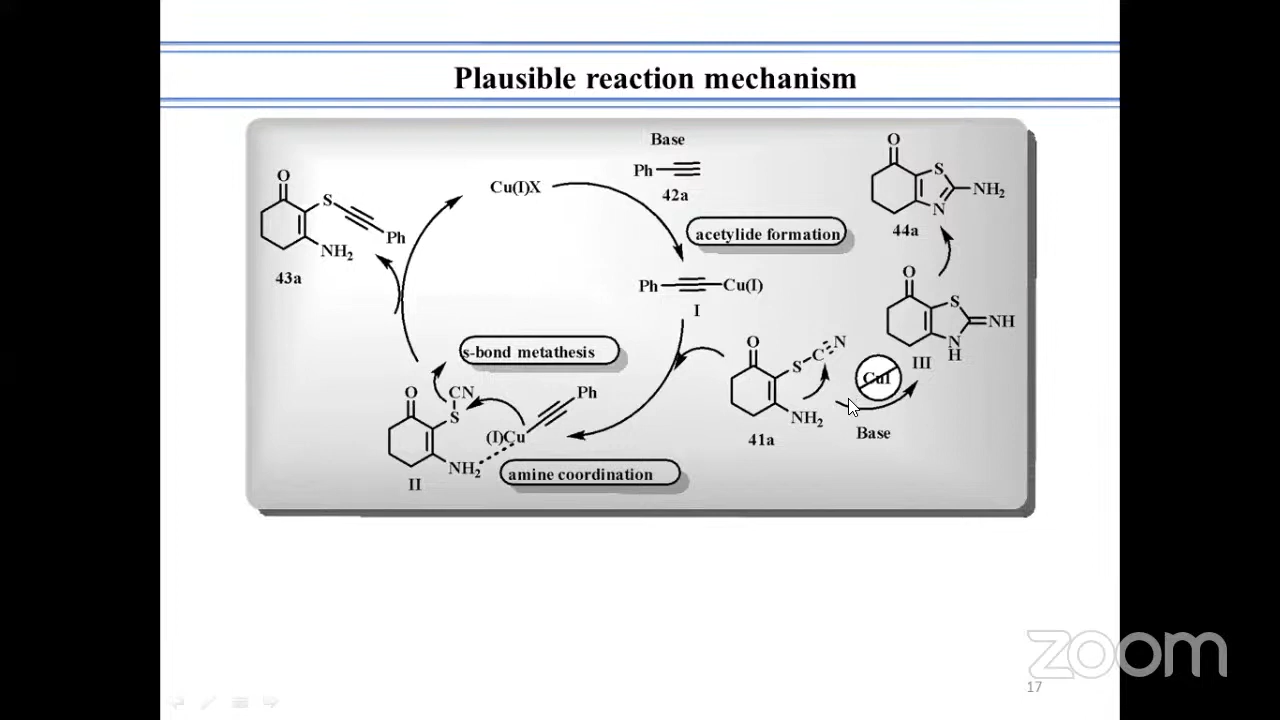 Plausible reaction mechanism
Base
Ph
42a
Cu(I)X
acetylide formation
Ph
Cu(I)
I
O
S
Ph
NH2
43a
s-bond metathesis
O
CN
S
(I)Cu
Ph
NH2
II
amine coordination
O
S
C
N
NH2
41a
CuI
Base
O
S
NH
N
H
III
O
S
NH2
N
44a
zoom
17